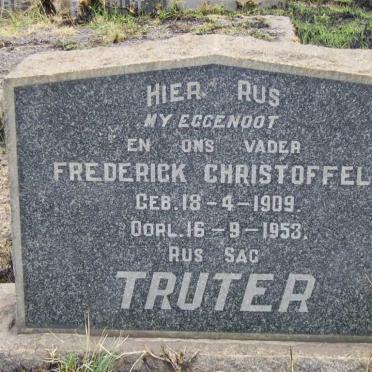 HIER RUS
MY EGGENOOT
EN ONS VADER
FREDERICK CHRISTOFFEL
GEB. 18-4-1909.
OORL. 16-9-1953.
RUS SAG
TRUTER